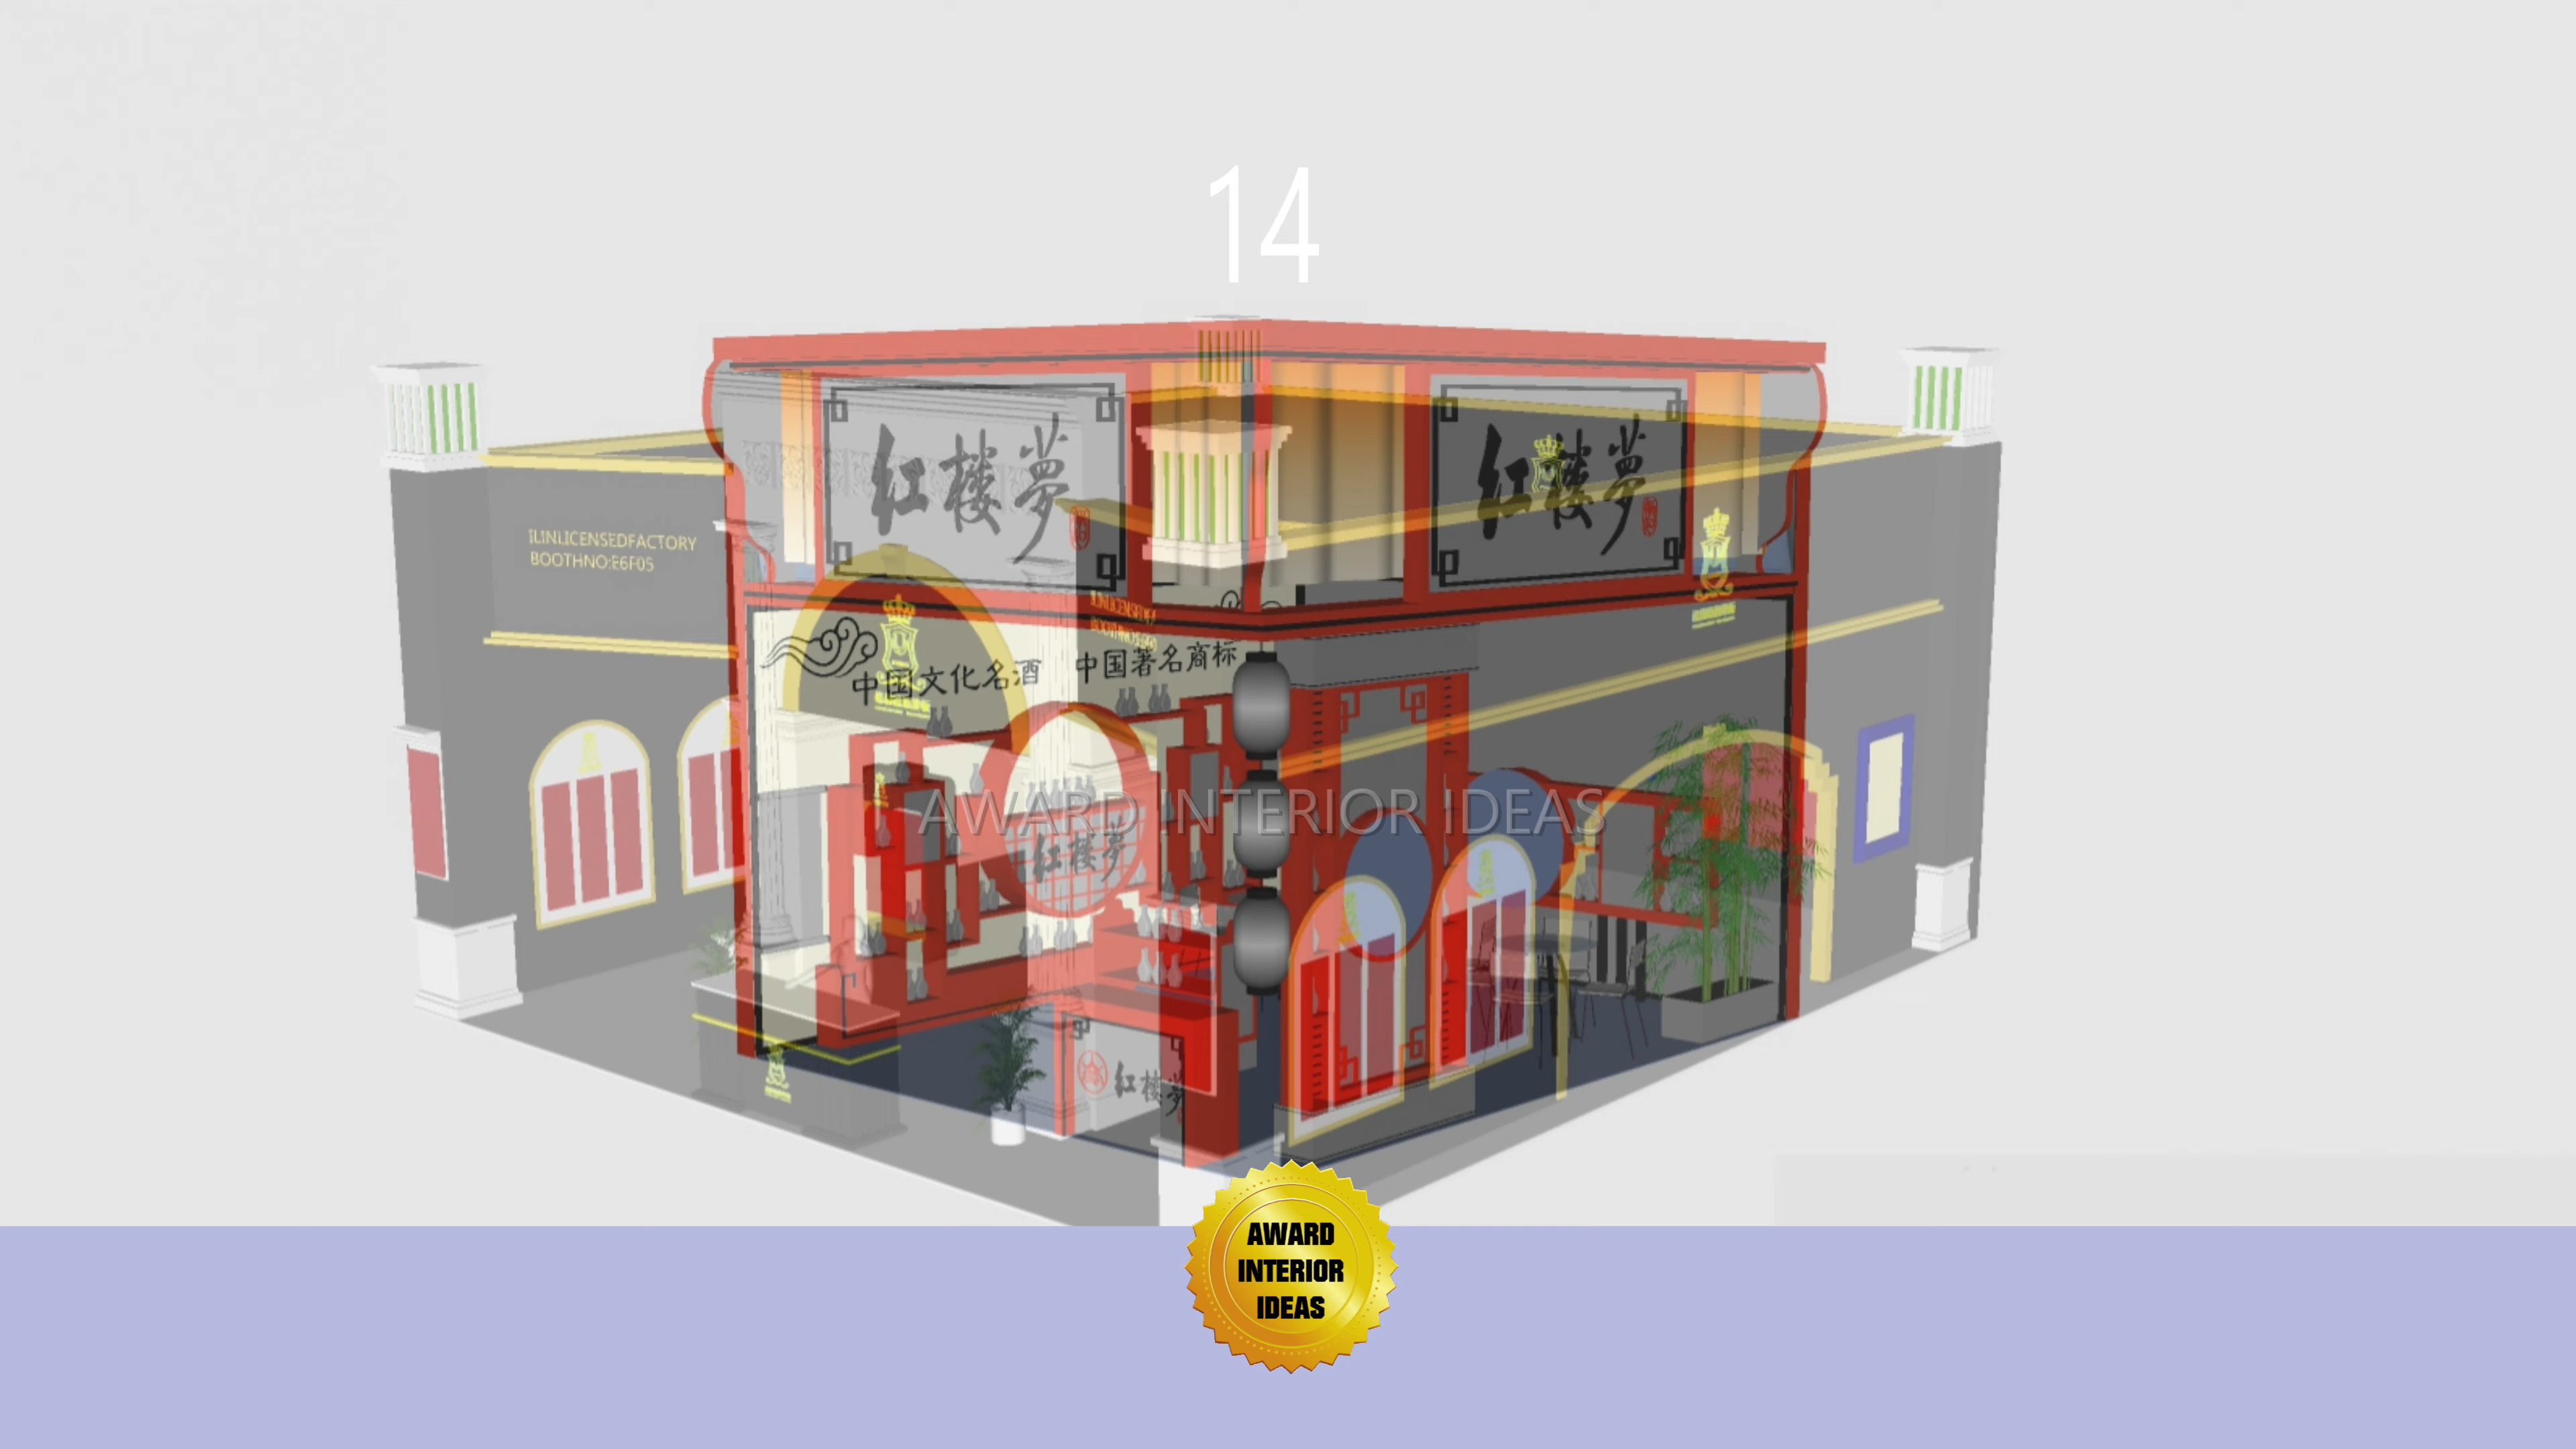 14
红楼夢
红楼夢
ILINLICENSEDFACTORY
BOOTHNO:E6F05
中国文化名酒 中国著名商标
AWARD INTERIOR IDEAS
红楼夢
红楼夢
AWARD
INTERIOR
IDEAS